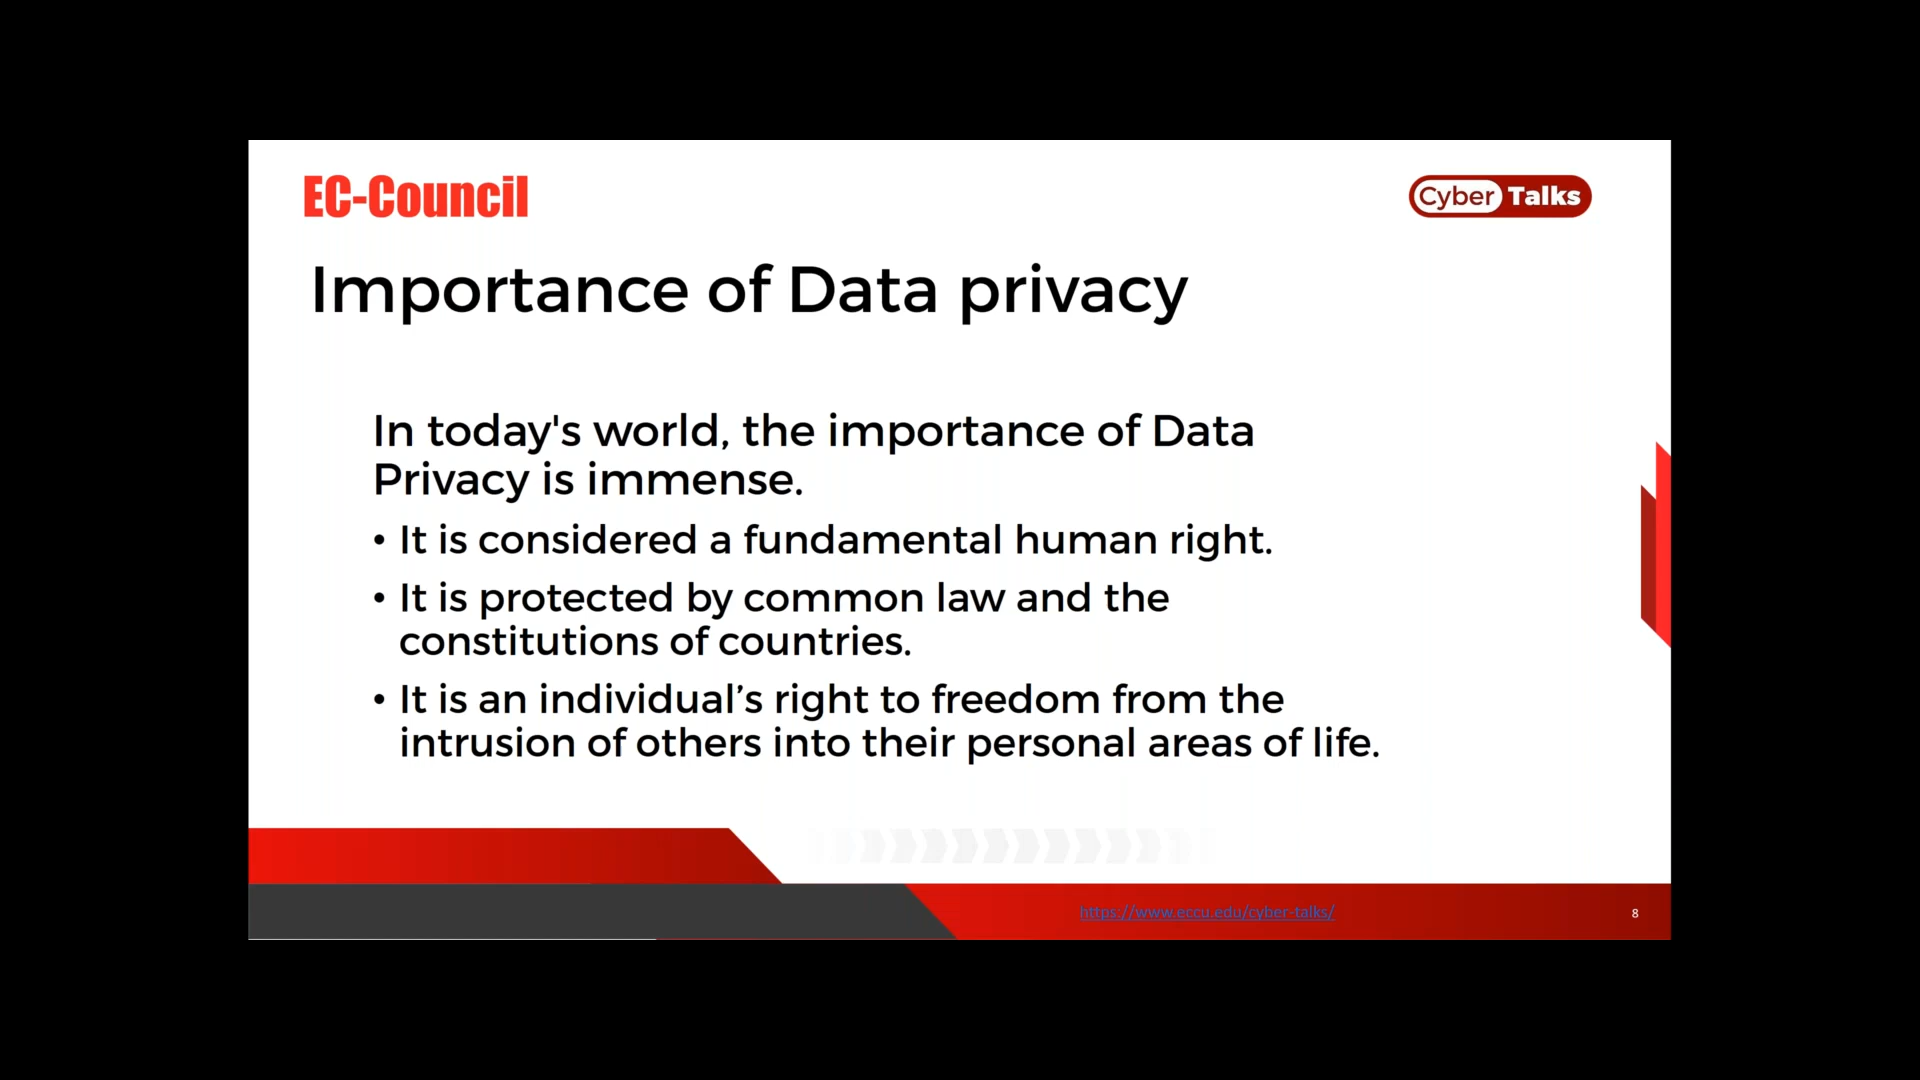 EC-Council
Cyber Talks
Importance of Data privacy
In today's world, the importance of Data
Privacy is immense.
• It is considered a fundamental human right.
• It is protected by common law and the
constitutions of countries.
• It is an individual’s right to freedom from the
intrusion of others into their personal areas of life.
https://www.eccu.edu/cyber-talks/
8